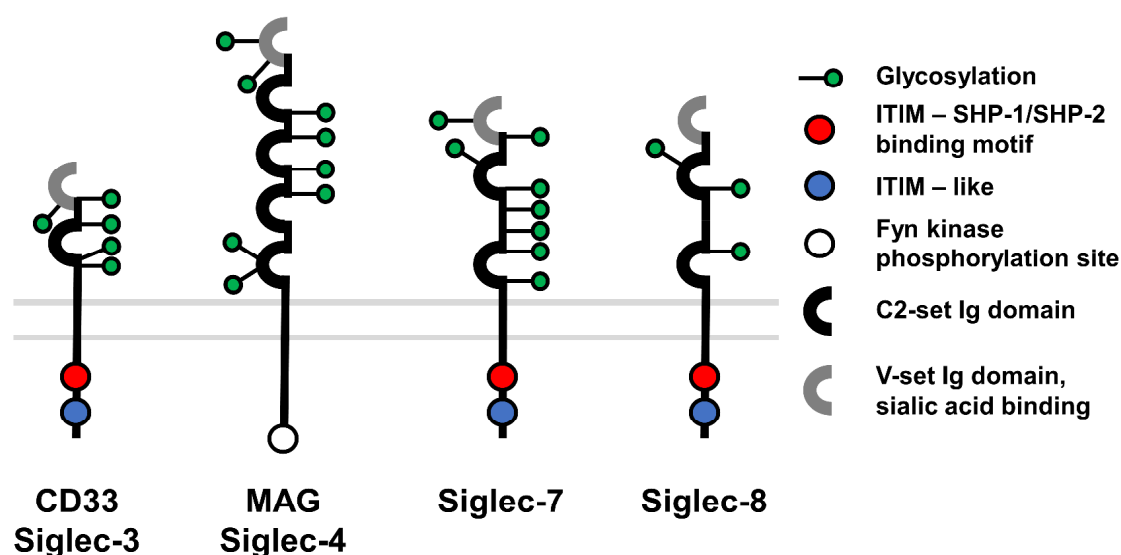 Glycosylation
ITIM – SHP-1/SHP-2
binding motif
ITIM – like
Fyn kinase
phosphorylation site
C2-set Ig domain
V-set Ig domain,
sialic acid binding
CD33
Siglec-3
MAG
Siglec-4
Siglec-7
Siglec-8